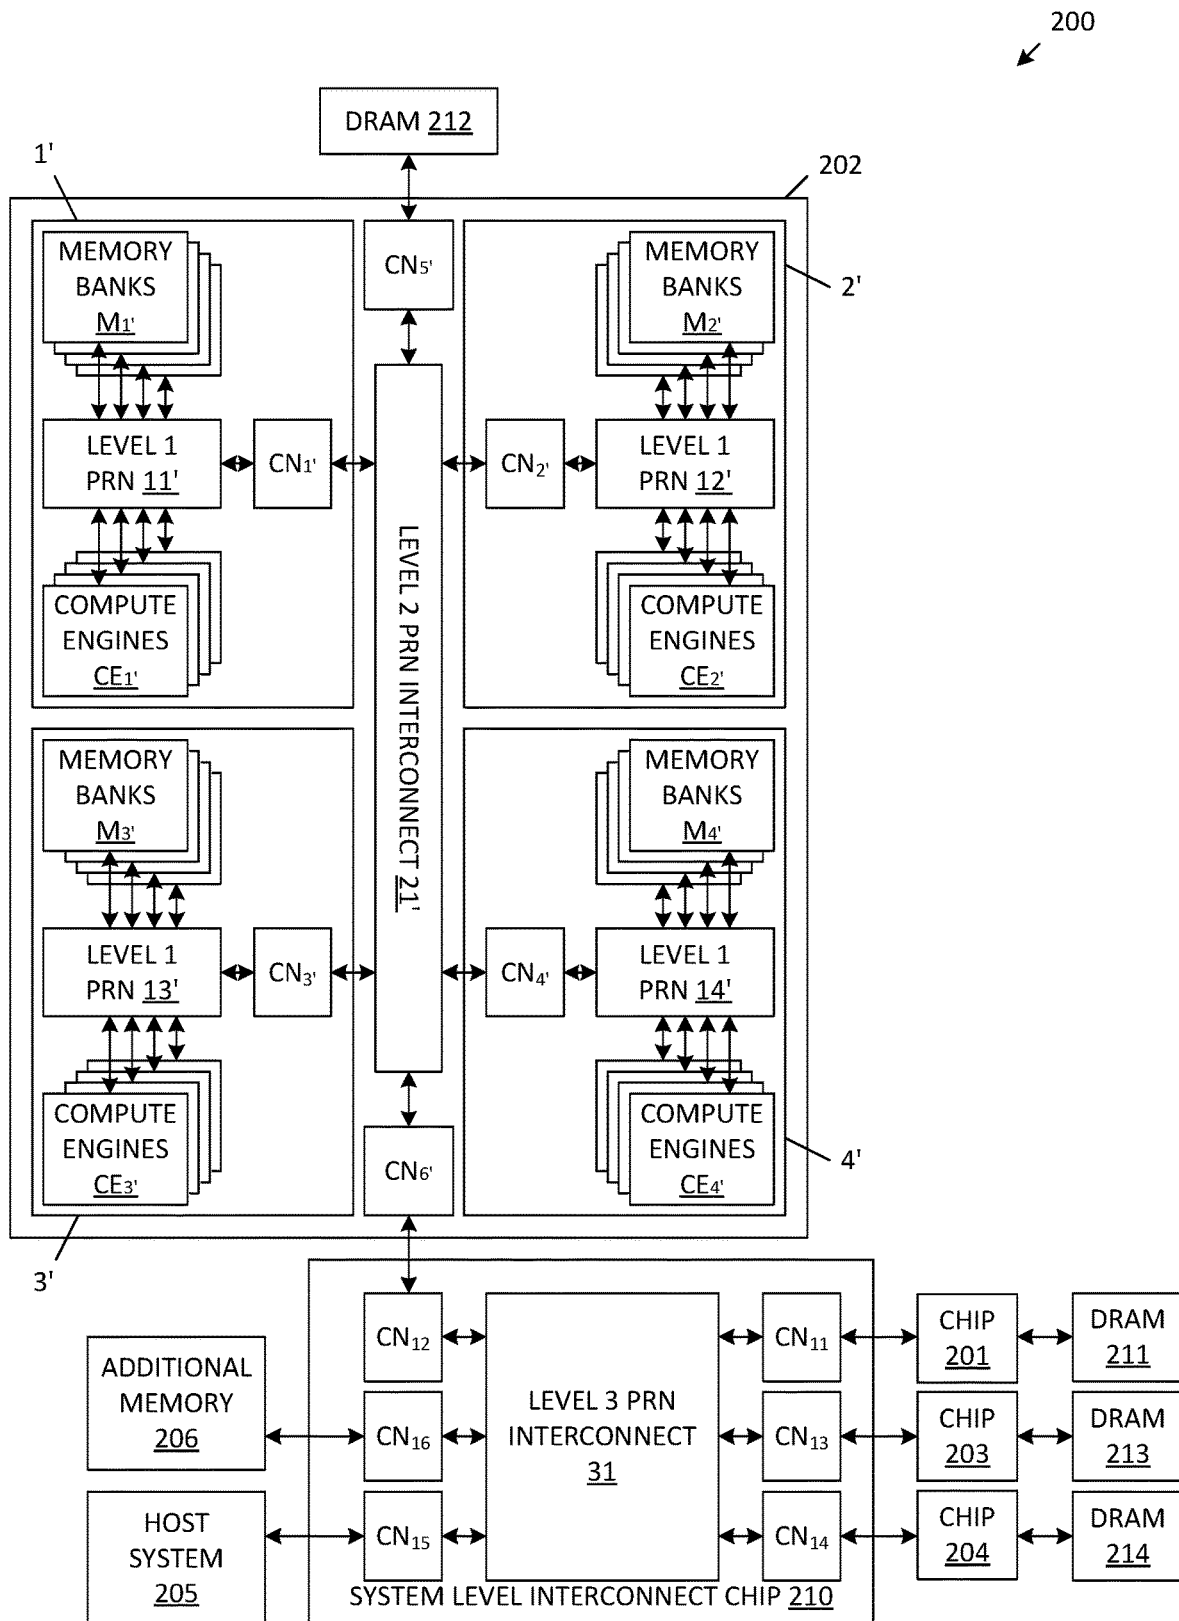 200
DRAM 212
1'
202
MEMORY
BANKS
M1'
CN5'
MEMORY
BANKS
M2'
2'
LEVEL 1
PRN 11'
CN1'
CN2'
LEVEL 1
PRN 12'
COMPUTE
ENGINES
CE1'
LEVEL 2 PRN INTERCONNECT 21'
COMPUTE
ENGINES
CE2'
MEMORY
BANKS
M3'
MEMORY
BANKS
M4'
LEVEL 1
PRN 13'
CN3'
CN4'
LEVEL 1
PRN 14'
COMPUTE
ENGINES
CE3'
CN6'
COMPUTE
ENGINES
CE4'
4'
3'
ADDITIONAL
MEMORY
206
HOST
SYSTEM
205
CN12
CN16
CN15
LEVEL 3 PRN
INTERCONNECT
31
CN11
CN13
CN14
CHIP
201
DRAM
211
CHIP
203
DRAM
213
CHIP
204
DRAM
214
SYSTEM LEVEL INTERCONNECT CHIP 210